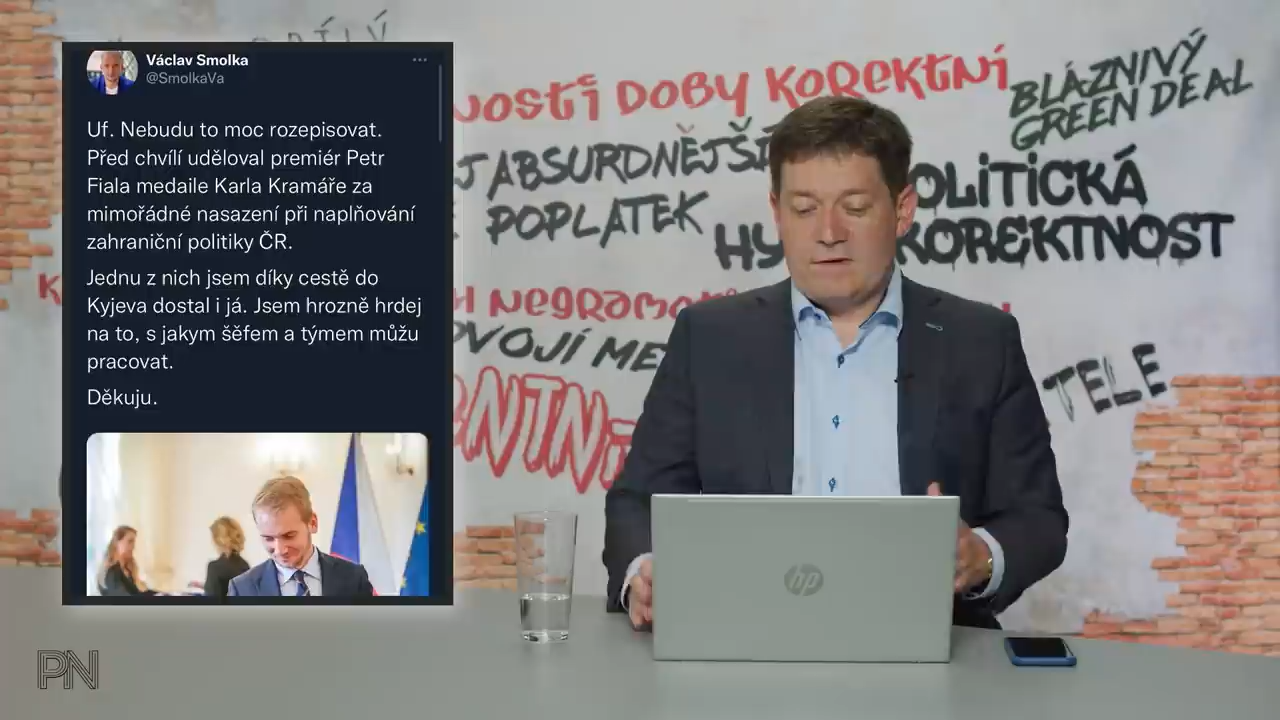 Václav Smolka
@SmolkaVa
Uf. Nebudu to moc rozepisovat.
Před chvílí uděloval premiér Petr
Fiala medaile Karla Kramáře za
mimořádné nasazení při naplňování
zahraniční politiky ČR.
Jednu z nich jsem díky cestě do
Kyjeva dostal i já. Jsem hrozně hrdej
na to, s jakym šéfem a týmem můžu
pracovat.
Děkuju.
DOBY KOREKTNÍ
BLÁZNIVÝ
GREEN DEAL
ABSURDNĚJŠÍ
POPLATEK
POLITICKÁ
KOREKTNOST
TELE
hp
PN